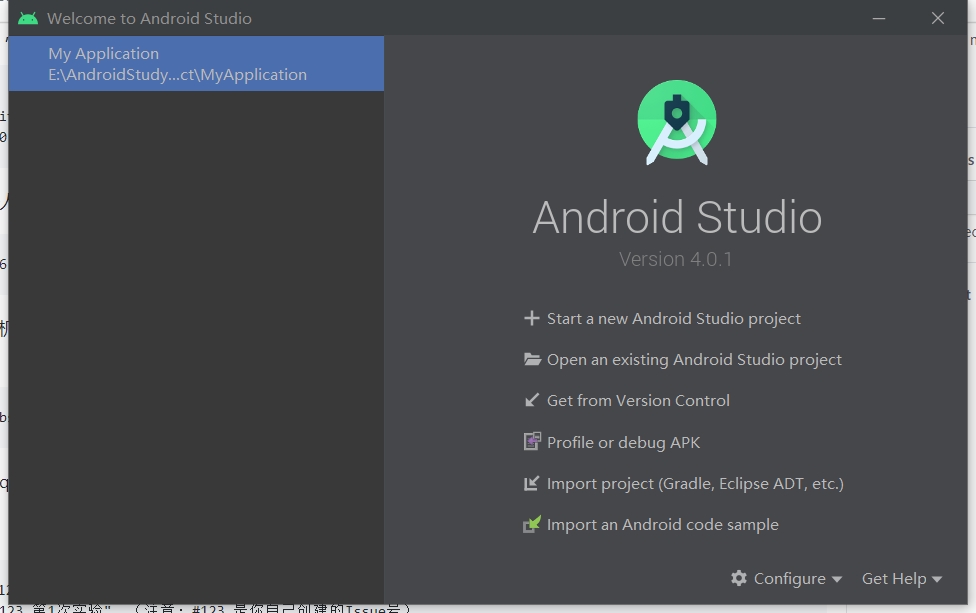 Welcome to Android Studio
My Application
E:\AndroidStudy...ct\MyApplication
Android Studio
Version 4.0.1
Start a new Android Studio project
Open an existing Android Studio project
Get from Version Control
Profile or debug APK
Import project (Gradle, Eclipse ADT, etc.)
Import an Android code sample
Configure
Get Help
123 第1次实验" （注意：#123 是你自己创建的Issue号）